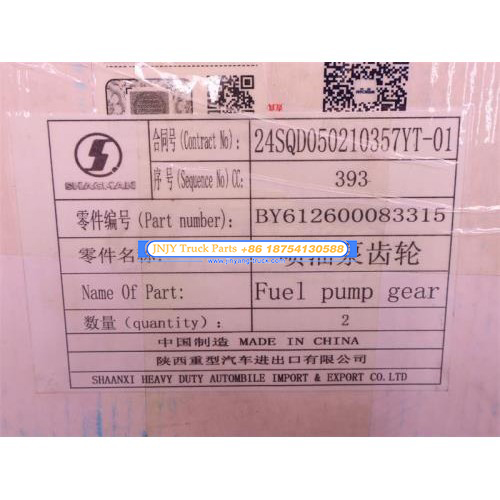 SHACMAN
合同号(Contract No): 24SQD050210357YT-01
序号(Sequence No)CC: 393
零件编号(Part number): BY612600083315
零件名称: 喷油泵齿轮
JNJY Truck Parts +86 18754130588
Name Of Part: Fuel pump gear
数量(quantity): 2
中国制造 MADE IN CHINA
陕西重型汽车进出口有限公司
SHAANXI HEAVY DUTY AUTOMBILE IMPORT & EXPORT CO.LTD